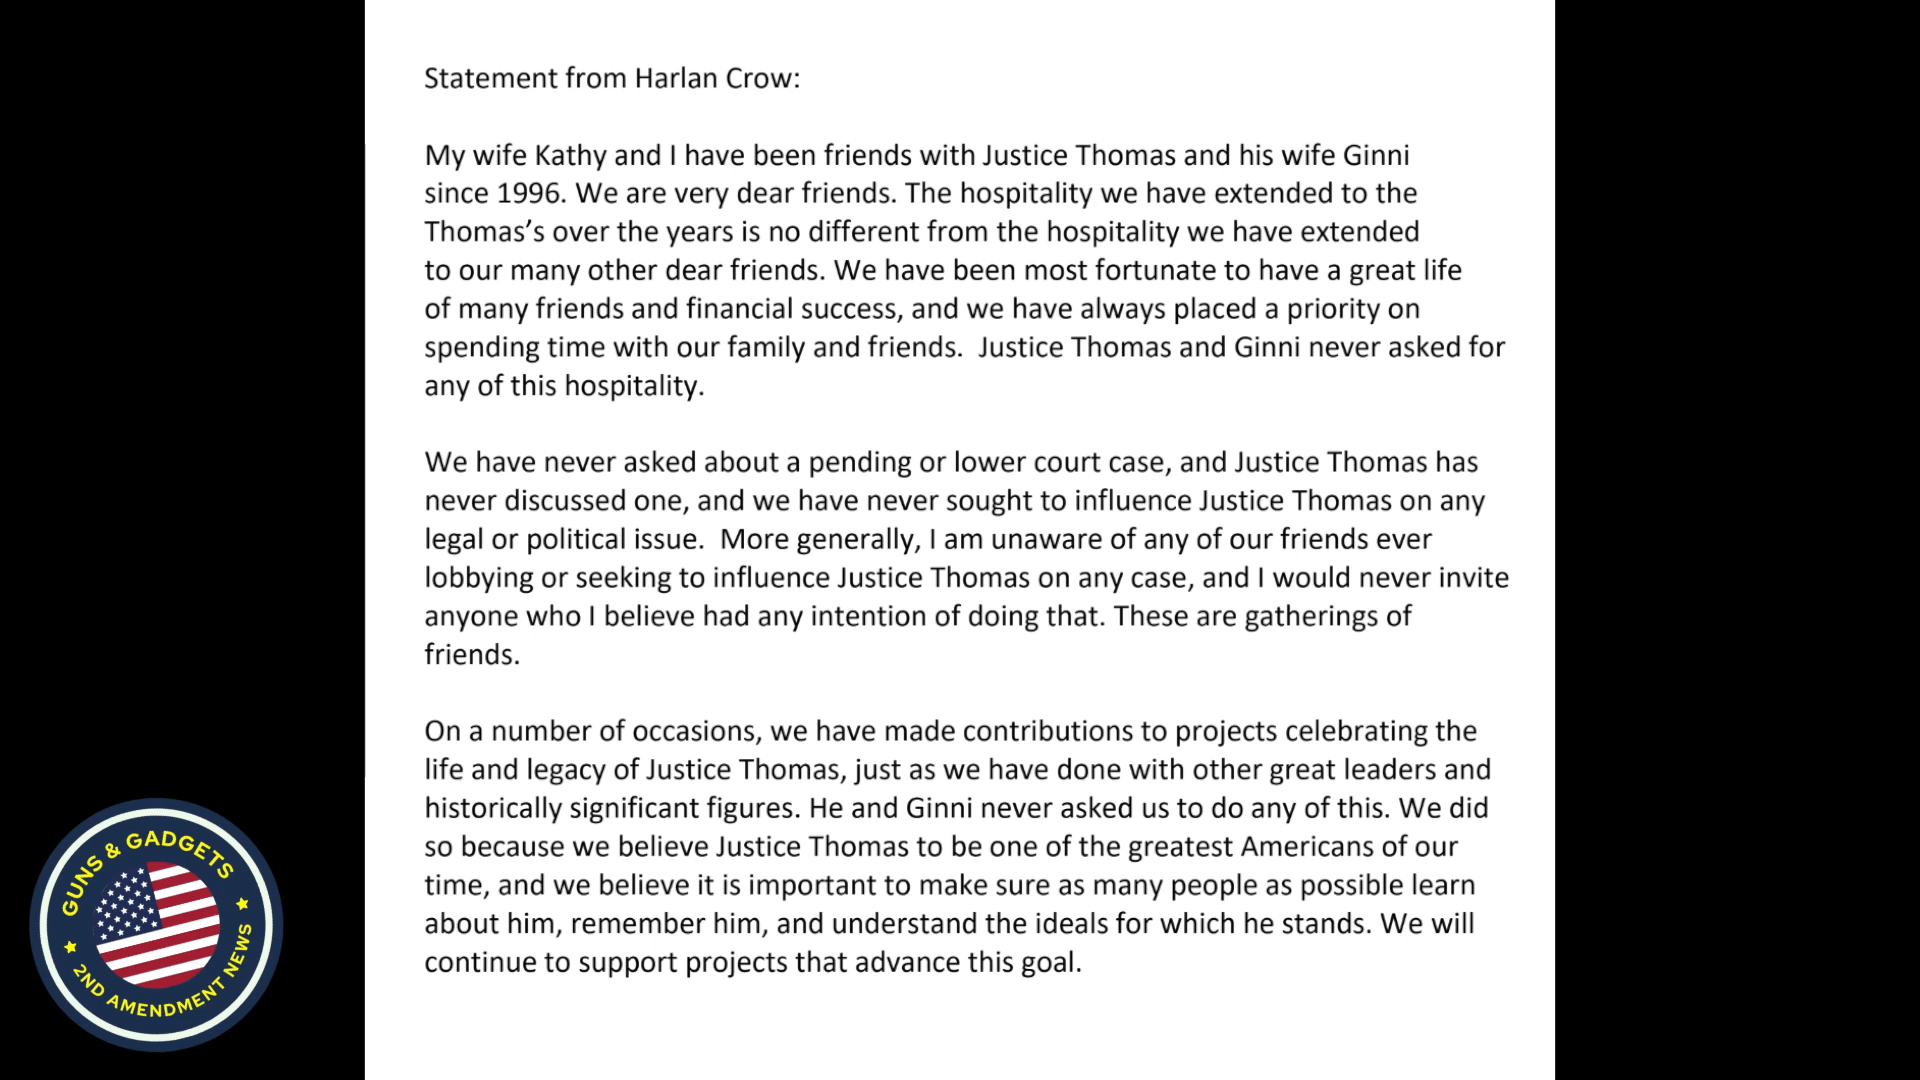 Statement from Harlan Crow:
My wife Kathy and I have been friends with Justice Thomas and his wife Ginni
since 1996. We are very dear friends. The hospitality we have extended to the
Thomas’s over the years is no different from the hospitality we have extended
to our many other dear friends. We have been most fortunate to have a great life
of many friends and financial success, and we have always placed a priority on
spending time with our family and friends.  Justice Thomas and Ginni never asked for
any of this hospitality.
We have never asked about a pending or lower court case, and Justice Thomas has
never discussed one, and we have never sought to influence Justice Thomas on any
legal or political issue.  More generally, I am unaware of any of our friends ever
lobbying or seeking to influence Justice Thomas on any case, and I would never invite
anyone who I believe had any intention of doing that. These are gatherings of
friends.
On a number of occasions, we have made contributions to projects celebrating the
life and legacy of Justice Thomas, just as we have done with other great leaders and
historically significant figures. He and Ginni never asked us to do any of this. We did
so because we believe Justice Thomas to be one of the greatest Americans of our
time, and we believe it is important to make sure as many people as possible learn
about him, remember him, and understand the ideals for which he stands. We will
continue to support projects that advance this goal.
GUNS & GADGETS
2ND AMENDMENT NEWS